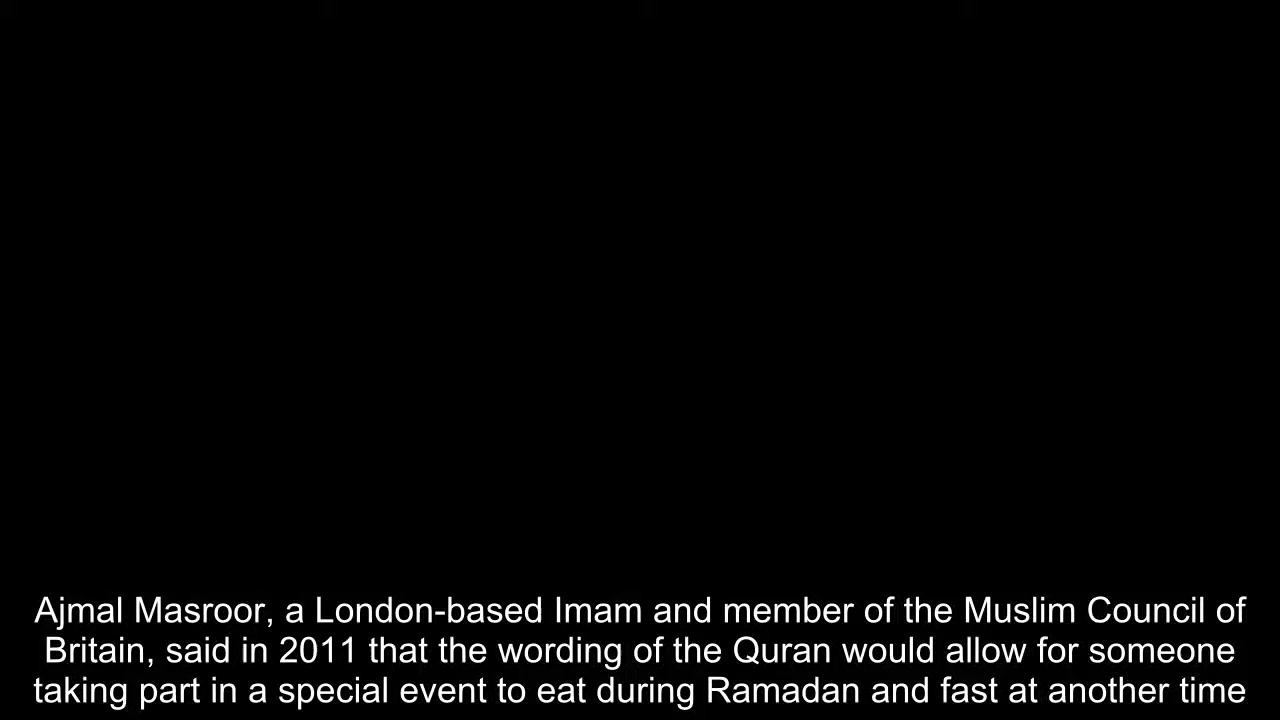 Ajmal Masroor, a London-based Imam and member of the Muslim Council of
Britain, said in 2011 that the wording of the Quran would allow for someone
taking part in a special event to eat during Ramadan and fast at another time